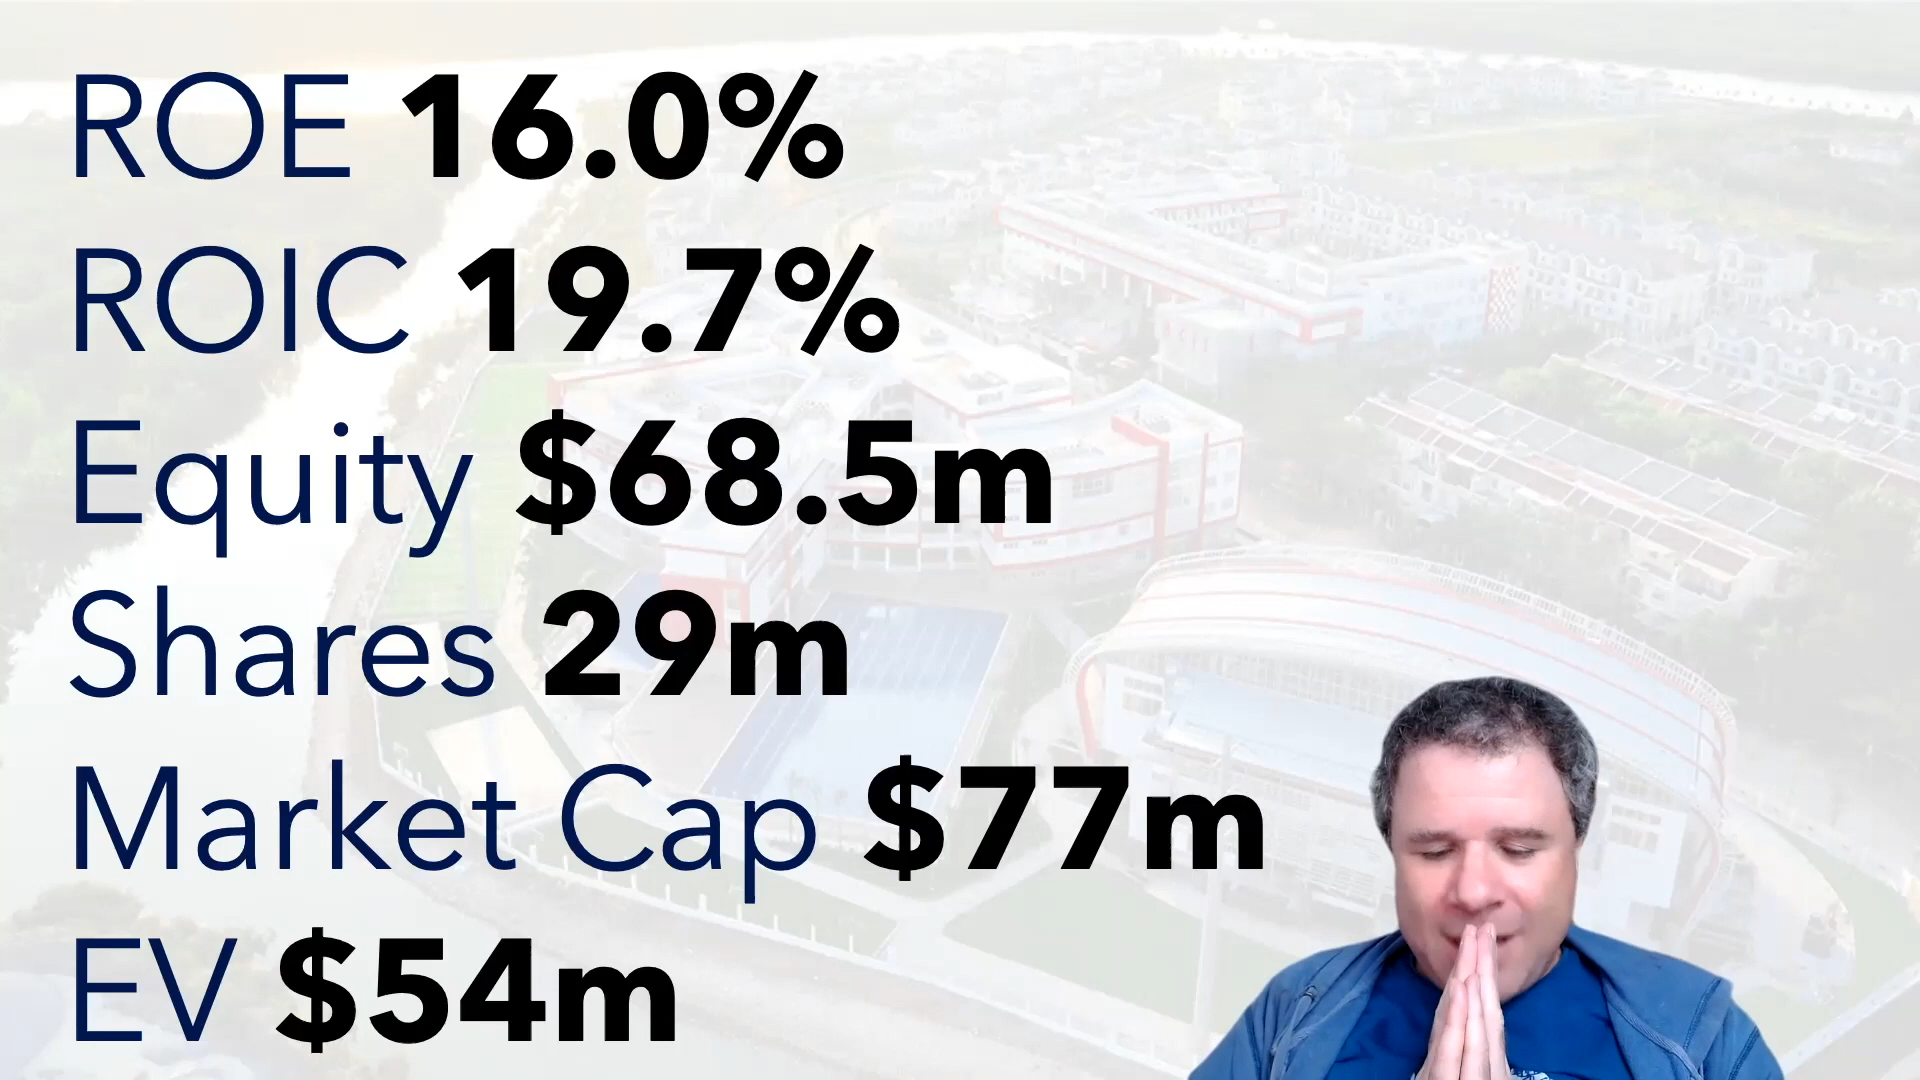 ROE 16.0%
ROIC 19.7%
Equity $68.5m
Shares 29m
Market Cap $77m
EV $54m